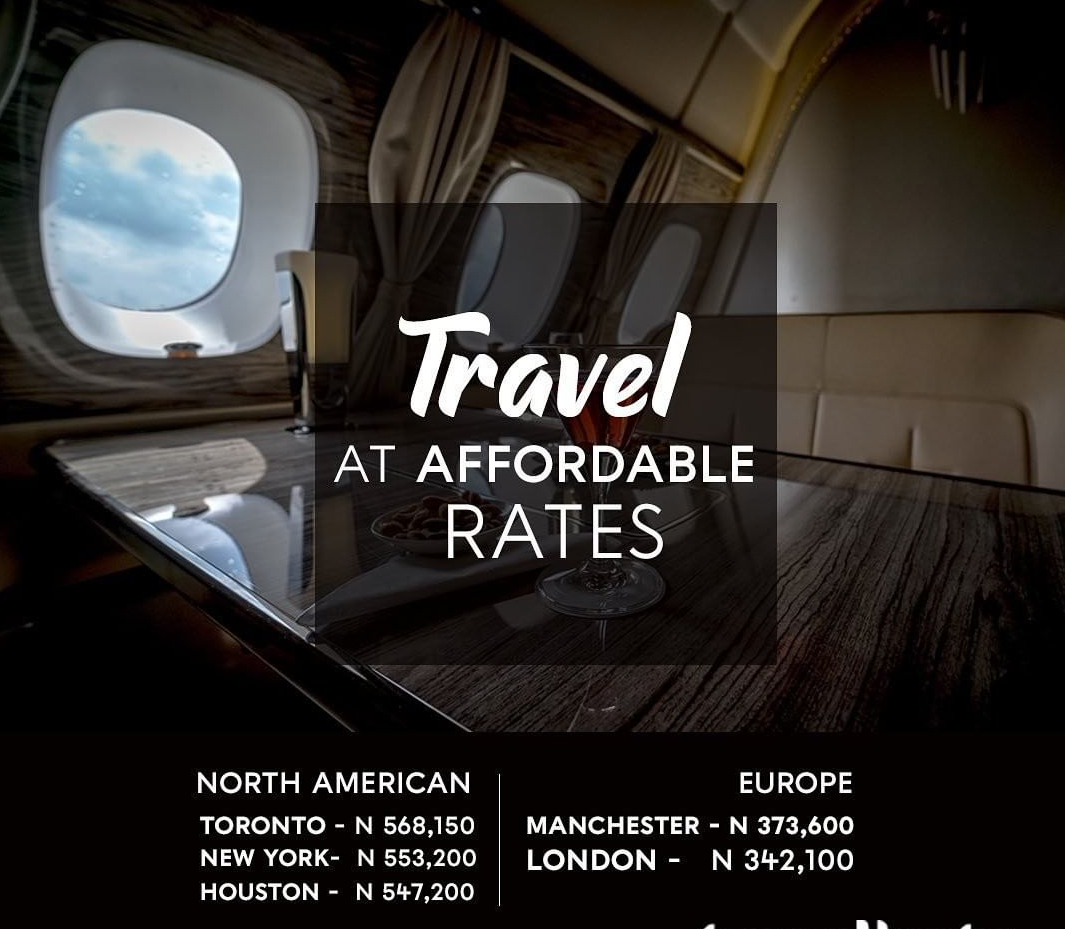 Travel
AT AFFORDABLE
RATES
NORTH AMERICAN
TORONTO - N 568,150
NEW YORK- N 553,200
HOUSTON - N 547,200
EUROPE
MANCHESTER - N 373,600
LONDON - N 342,100